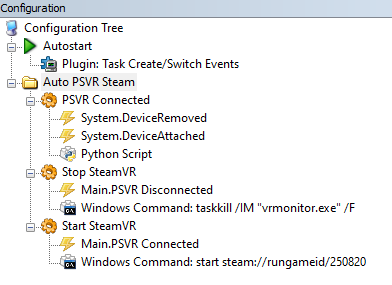 Configuration
Configuration Tree
Autostart
Plugin: Task Create/Switch Events
Auto PSVR Steam
PSVR Connected
System.DeviceRemoved
System.DeviceAttached
Python Script
Stop SteamVR
Main.PSVR Disconnected
Windows Command: taskkill /IM "vrmonitor.exe" /F
Start SteamVR
Main.PSVR Connected
Windows Command: start steam://rungameid/250820